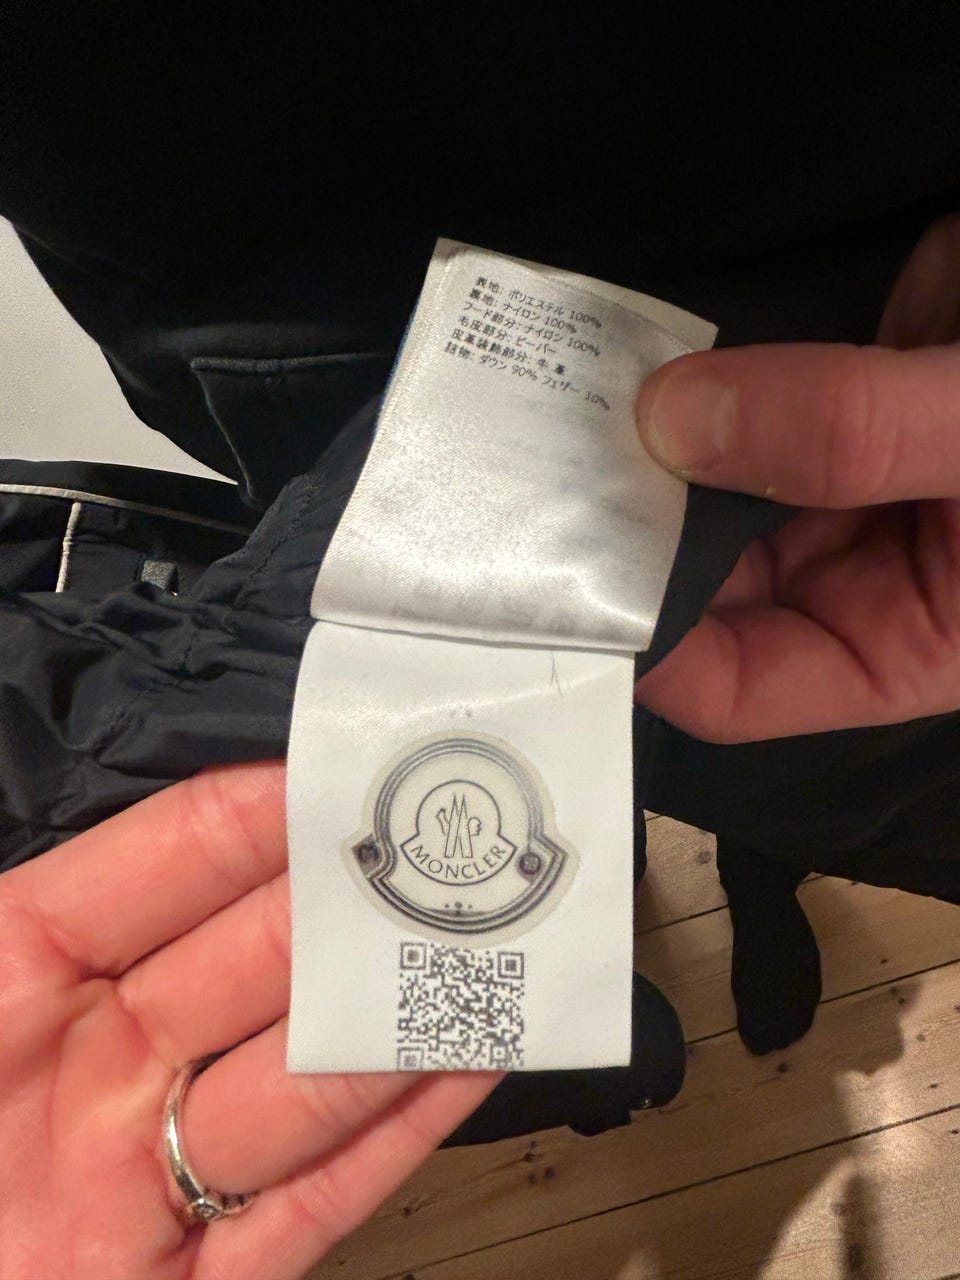 表地: ポリエステル 100%
裏地: ナイロン 100%
フード部分: ナイロン 100%
毛皮部分: ビーバー
皮革装飾部分: 牛 革
詰物: ダウン 90% フェザー 10%
MONCLER